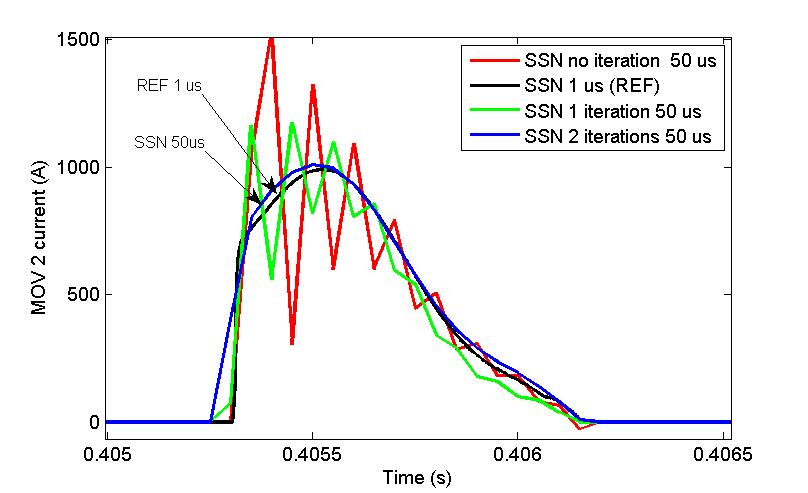 1500
1000
500
0
MOV 2 current (A)
REF 1 us
SSN 50us
SSN no iteration 50 us
SSN 1 us (REF)
SSN 1 iteration 50 us
SSN 2 iterations 50 us
0.405
0.4055
0.406
0.4065
Time (s)